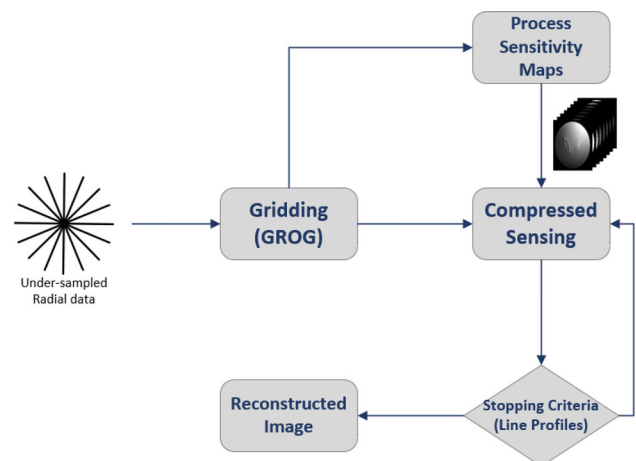 Process
Sensitivity
Maps
Under-sampled
Radial data
Gridding
(GROG)
Compressed
Sensing
Stopping Criteria
(Line Profiles)
Reconstructed
Image